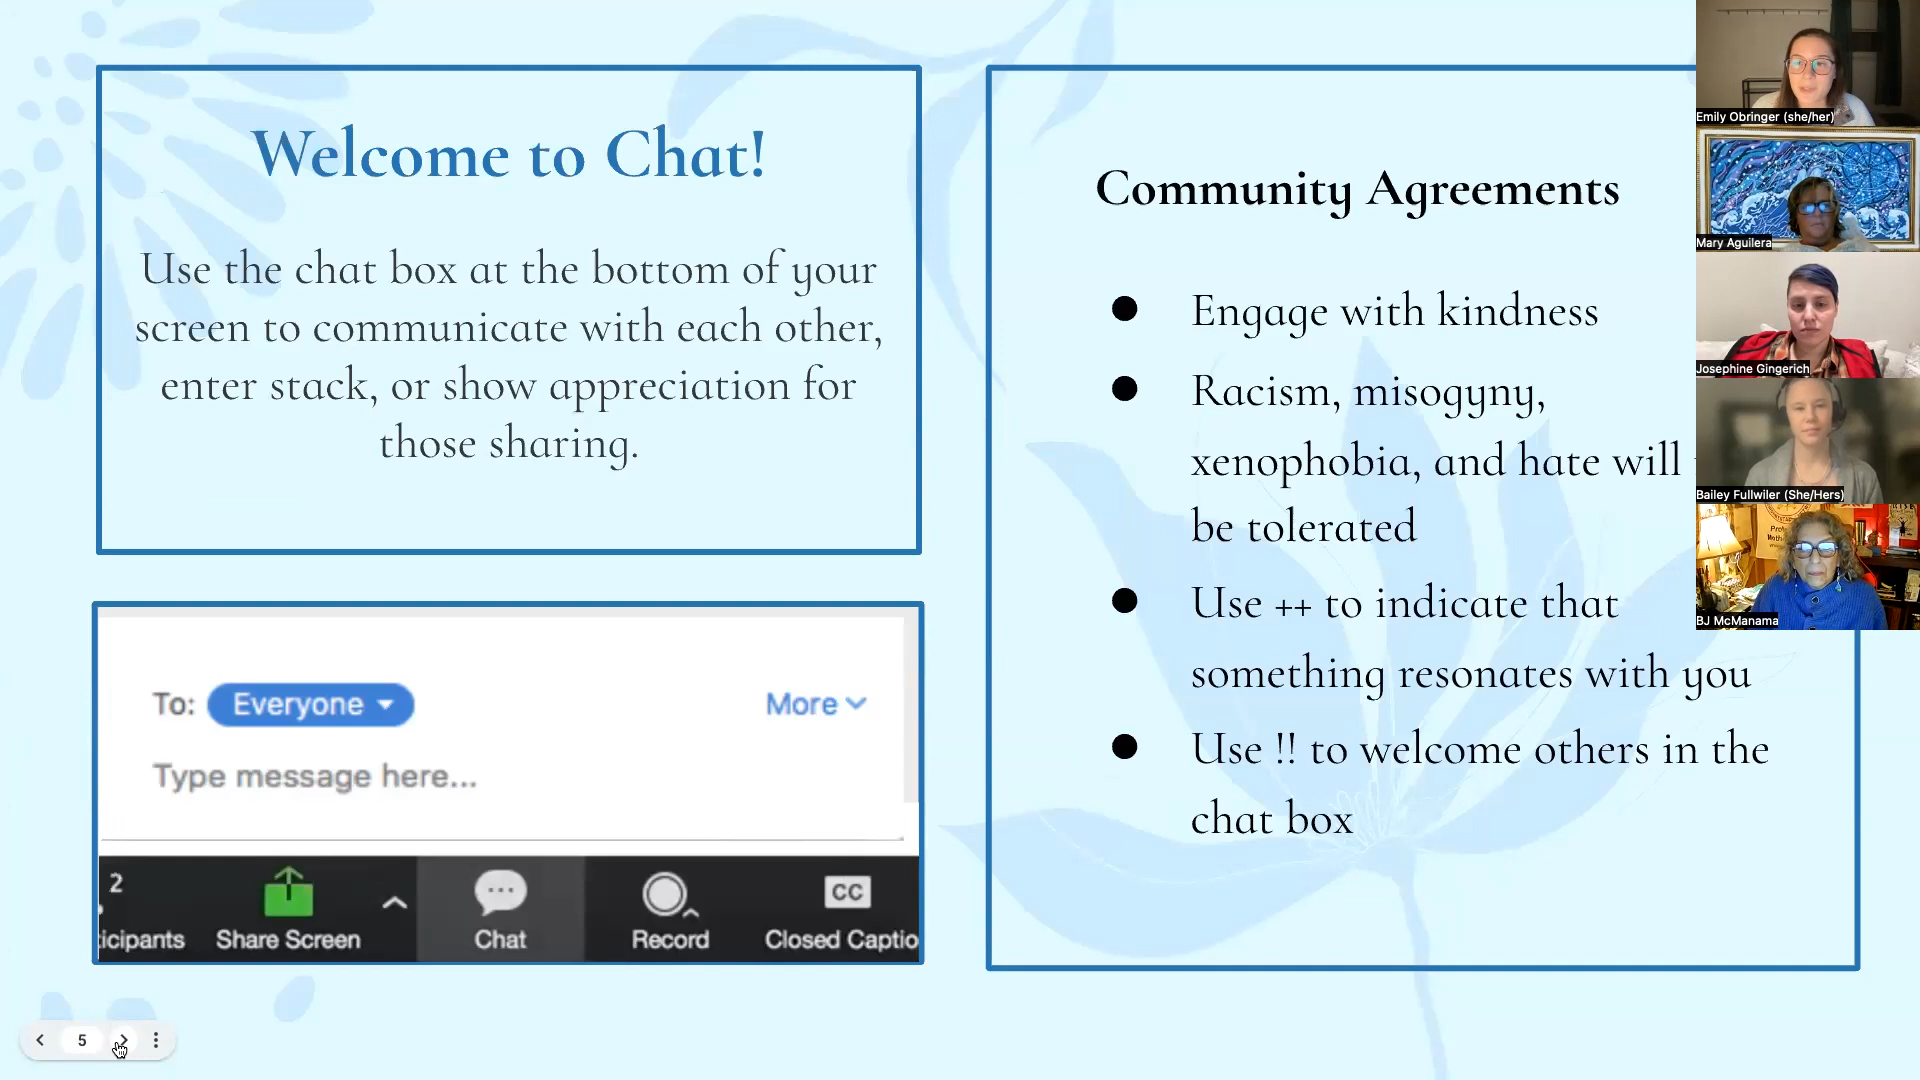 Welcome to Chat!
Use the chat box at the bottom of your
screen to communicate with each other,
enter stack, or show appreciation for
those sharing.
To: Everyone
More
Type message here...
2
icipants
Share Screen
Chat
Record
CC
Closed Captio
Community Agreements
Engage with kindness
Racism, misogyny,
xenophobia, and hate will
be tolerated
Use ++ to indicate that
something resonates with you
Use !! to welcome others in the
chat box
Emily Obringer (she/her)
Mary Aguilera
Josephine Gingerich
Bailey Fullwiler (She/Hers)
BJ McManama
5